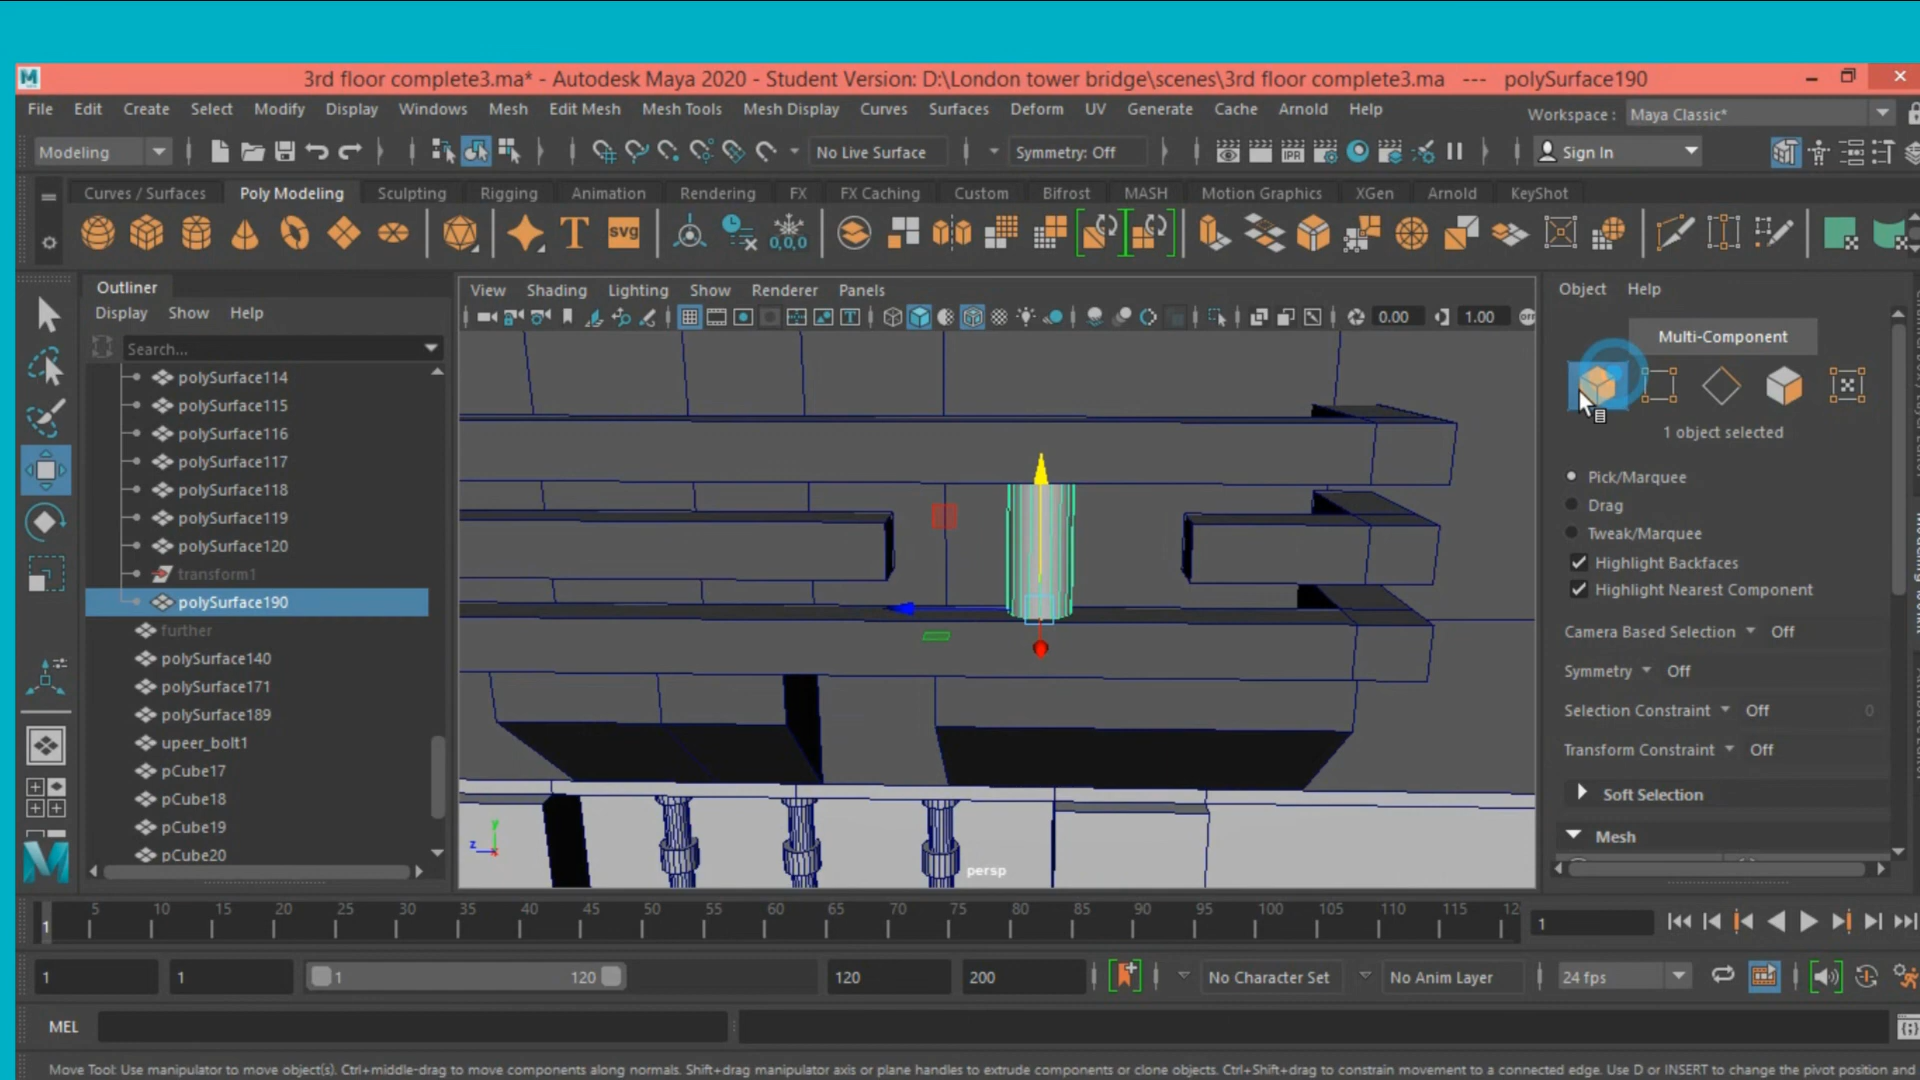 3rd floor complete3.ma* - Autodesk Maya 2020 - Student Version: D:\London tower bridge\scenes\3rd floor complete3.ma --- polySurface190
File Edit Create Select Modify Display Windows Mesh Edit Mesh Mesh Tools Mesh Display Curves Surfaces Deform UV Generate Cache Arnold Help
Workspace : Maya Classic*
Modeling
No Live Surface
Symmetry: Off
IPR
Sign In
Curves / Surfaces Poly Modeling Sculpting Rigging Animation Rendering FX FX Caching Custom Bifrost MASH Motion Graphics XGen Arnold KeyShot
T svg 0,0,0
Outliner
Display Show Help
Search...
polySurface114
polySurface115
polySurface116
polySurface117
polySurface118
polySurface119
polySurface120
transform1
polySurface190
further
polySurface140
polySurface171
polySurface189
upeer_bolt1
pCube17
pCube18
pCube19
pCube20
View Shading Lighting Show Renderer Panels
0.00
1.00
y
z
persp
Object Help
Multi-Component
1 object selected
Pick/Marquee
Drag
Tweak/Marquee
Highlight Backfaces
Highlight Nearest Component
Camera Based Selection Off
Symmetry Off
Selection Constraint Off 0
Transform Constraint Off
Soft Selection
Mesh
5 10 15 20 25 30 35 40 45 50 55 60 65 70 75 80 85 90 95 100 105 110 115 12
1
1
1 1 1 120 120 200
No Character Set
No Anim Layer
24 fps
MEL
Move Tool: Use manipulator to move object(s). Ctrl+middle-drag to move components along normals. Shift+drag manipulator axis or plane handles to extrude components or clone objects. Ctrl+Shift+drag to constrain movement to a connected edge. Use D or INSERT to change the pivot position and